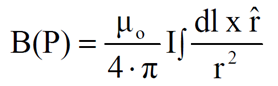 B(P) = μₒ / 4·π I∫ dl x r̂ / r²